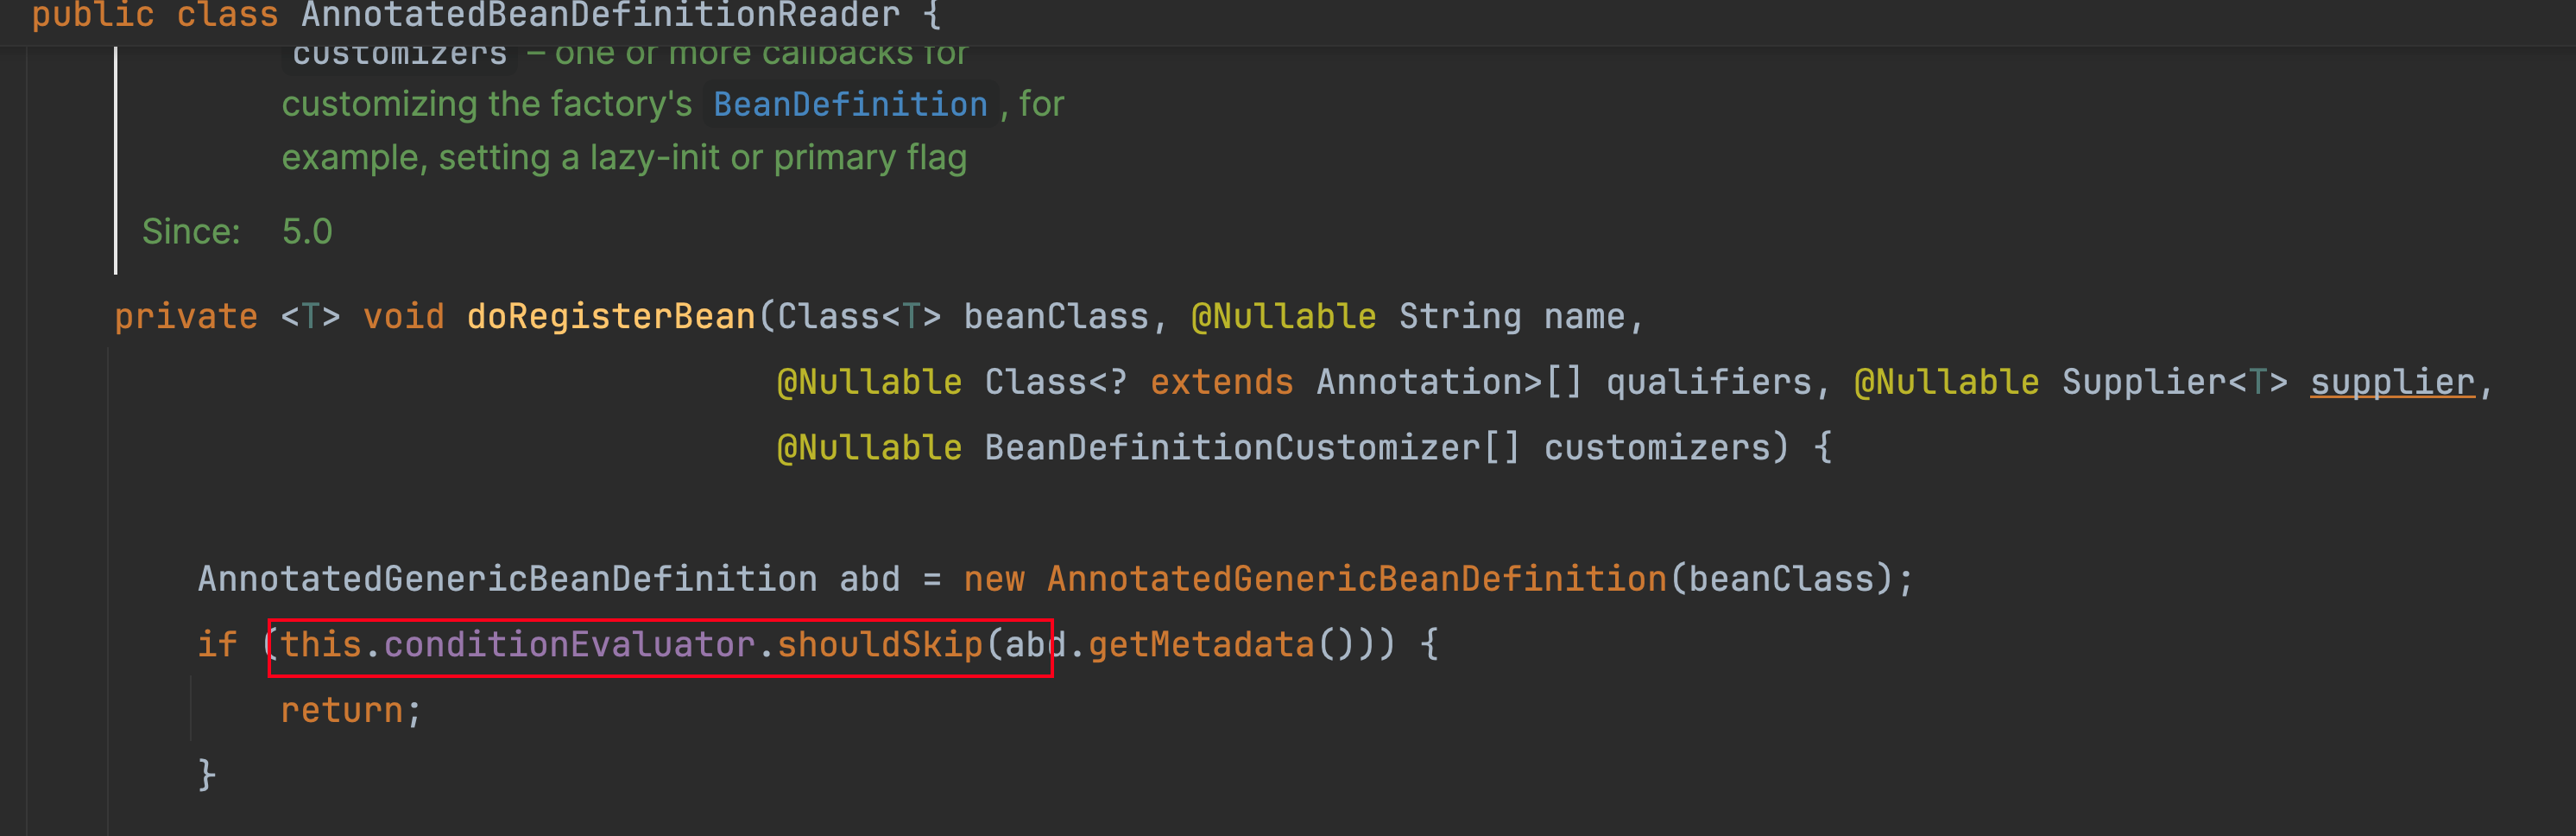 public class AnnotatedBeanDefinitionReader {
customizers – one or more callbacks for
customizing the factory's BeanDefinition , for
example, setting a lazy-init or primary flag
Since: 5.0
private <T> void doRegisterBean(Class<T> beanClass, @Nullable String name,
@Nullable Class<? extends Annotation>[] qualifiers, @Nullable Supplier<T> supplier,
@Nullable BeanDefinitionCustomizer[] customizers) {
AnnotatedGenericBeanDefinition abd = new AnnotatedGenericBeanDefinition(beanClass);
if (this.conditionEvaluator.shouldSkip(abd.getMetadata())) {
return;
}